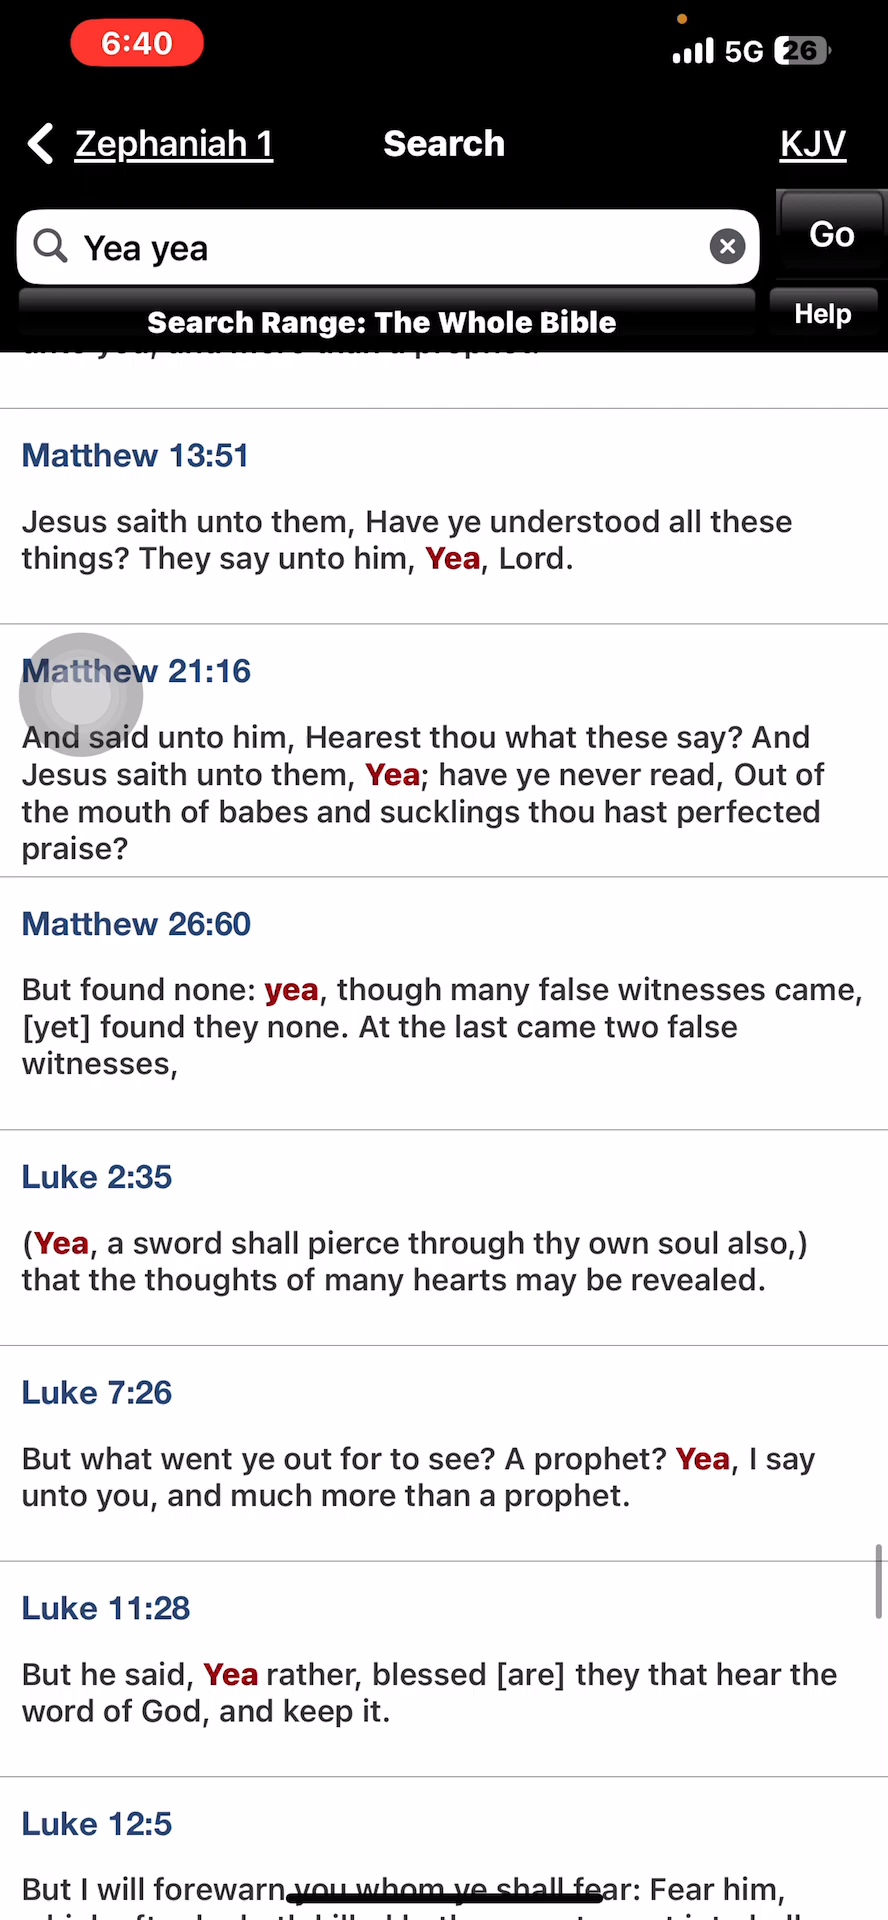 6:40
5G 26
Zephaniah 1 Search KJV
Yea yea
Go
Search Range: The Whole Bible
Help
Matthew 13:51
Jesus saith unto them, Have ye understood all these
things? They say unto him, Yea, Lord.
Matthew 21:16
And said unto him, Hearest thou what these say? And
Jesus saith unto them, Yea; have ye never read, Out of
the mouth of babes and sucklings thou hast perfected
praise?
Matthew 26:60
But found none: yea, though many false witnesses came,
[yet] found they none. At the last came two false
witnesses,
Luke 2:35
(Yea, a sword shall pierce through thy own soul also,)
that the thoughts of many hearts may be revealed.
Luke 7:26
But what went ye out for to see? A prophet? Yea, I say
unto you, and much more than a prophet.
Luke 11:28
But he said, Yea rather, blessed [are] they that hear the
word of God, and keep it.
Luke 12:5
But I will forewarn you whom ye shall fear: Fear him,